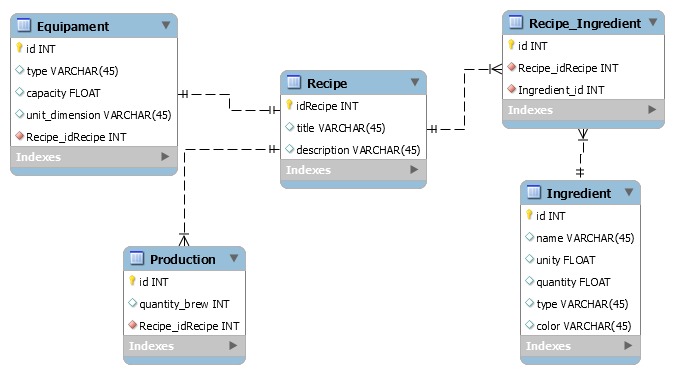 Equipament
id INT
type VARCHAR(45)
capacity FLOAT
unit_dimension VARCHAR(45)
Recipe_idRecipe INT
Indexes
Recipe
idRecipe INT
title VARCHAR(45)
description VARCHAR(45)
Indexes
Recipe_Ingredient
id INT
Recipe_idRecipe INT
Ingredient_id INT
Indexes
Production
id INT
quantity_brew INT
Recipe_idRecipe INT
Indexes
Ingredient
id INT
name VARCHAR(45)
unity FLOAT
quantity FLOAT
type VARCHAR(45)
color VARCHAR(45)
Indexes